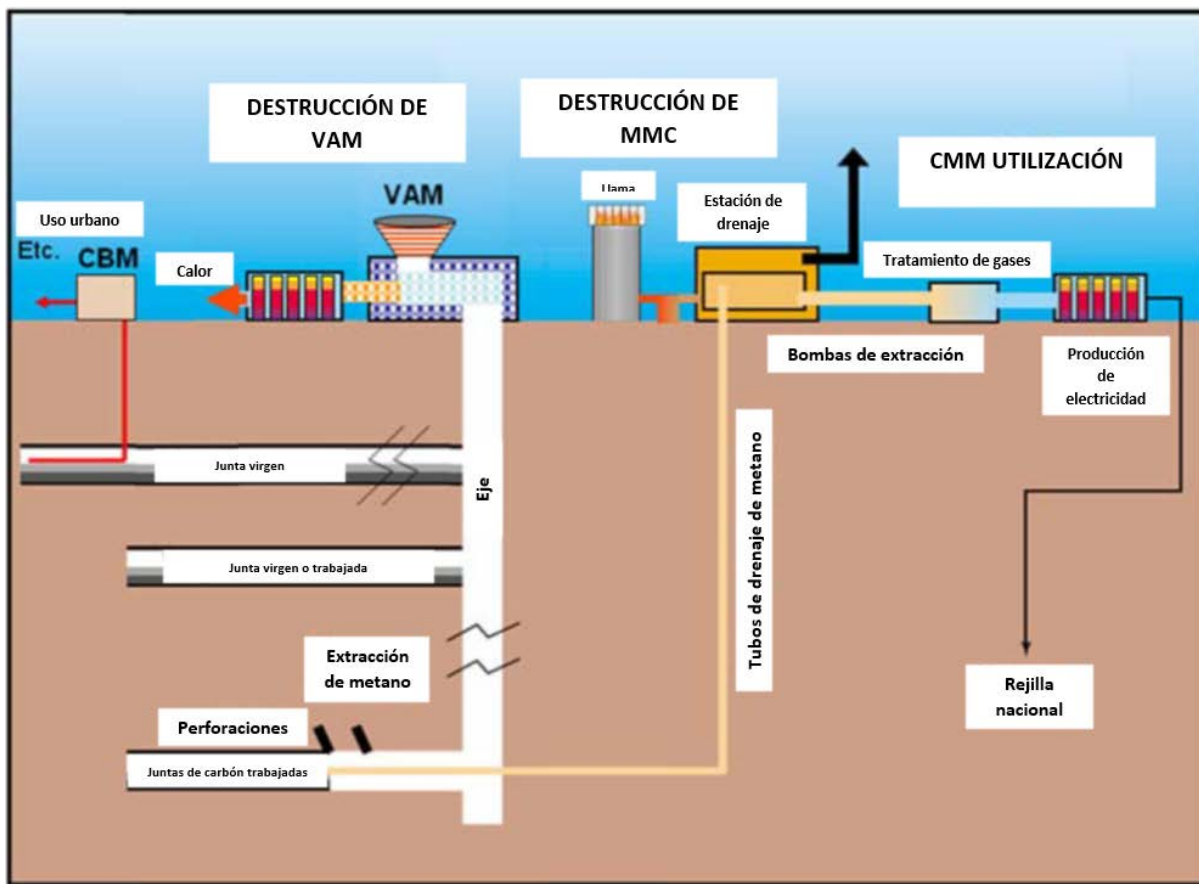 DESTRUCCIÓN DE
VAM
DESTRUCCIÓN DE
MMC
CMM UTILIZACIÓN
Uso urbano
Etc.
CBM
Calor
VAM
Llama
Estación de
drenaje
Tratamiento de gases
Bombas de extracción
Producción
de
electricidad
Junta virgen
Eje
Tubos de drenaje de metano
Junta virgen o trabajada
Extracción
de metano
Perforaciones
Juntas de carbón trabajadas
Rejilla
nacional